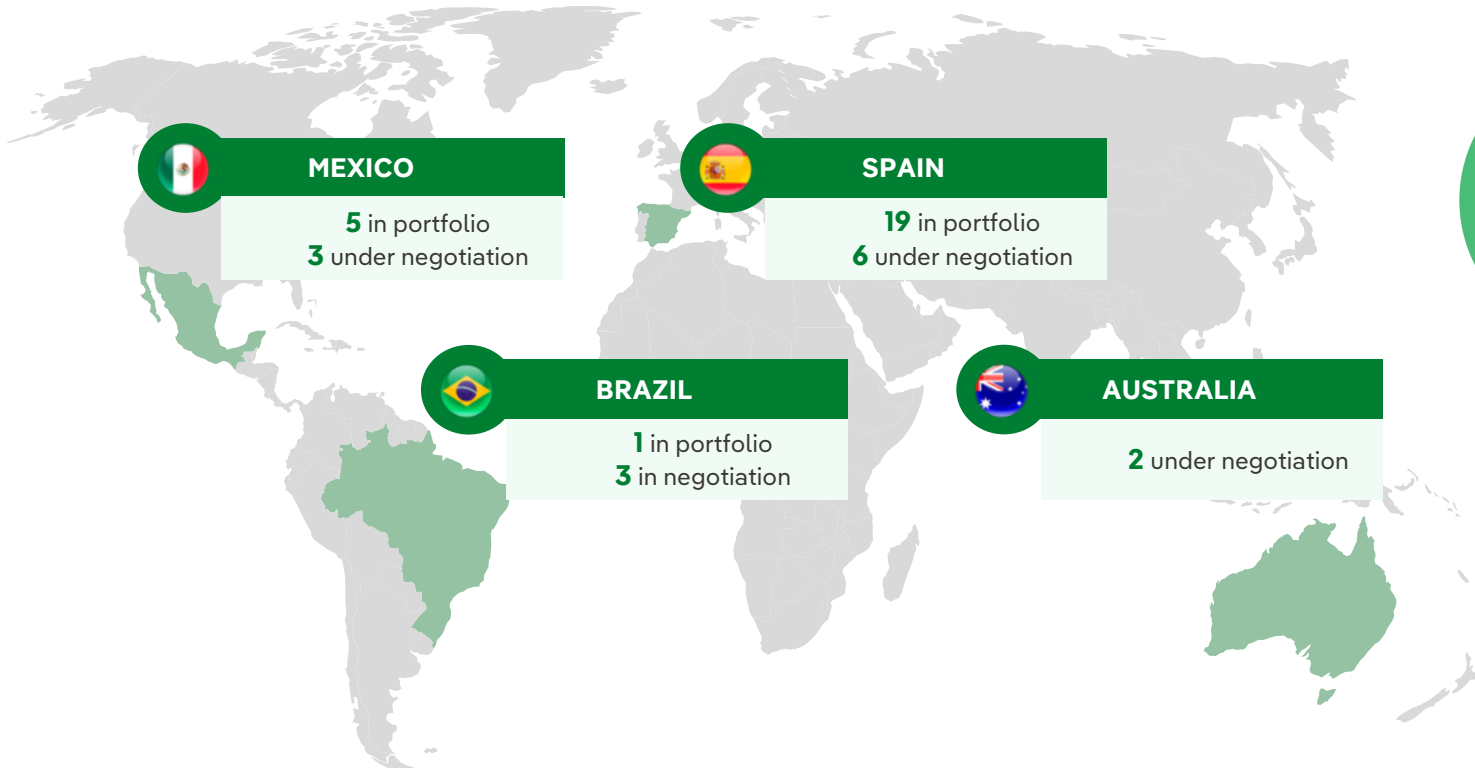 MEXICO
5 in portfolio
3 under negotiation
SPAIN
19 in portfolio
6 under negotiation
BRAZIL
1 in portfolio
3 in negotiation
AUSTRALIA
2 under negotiation